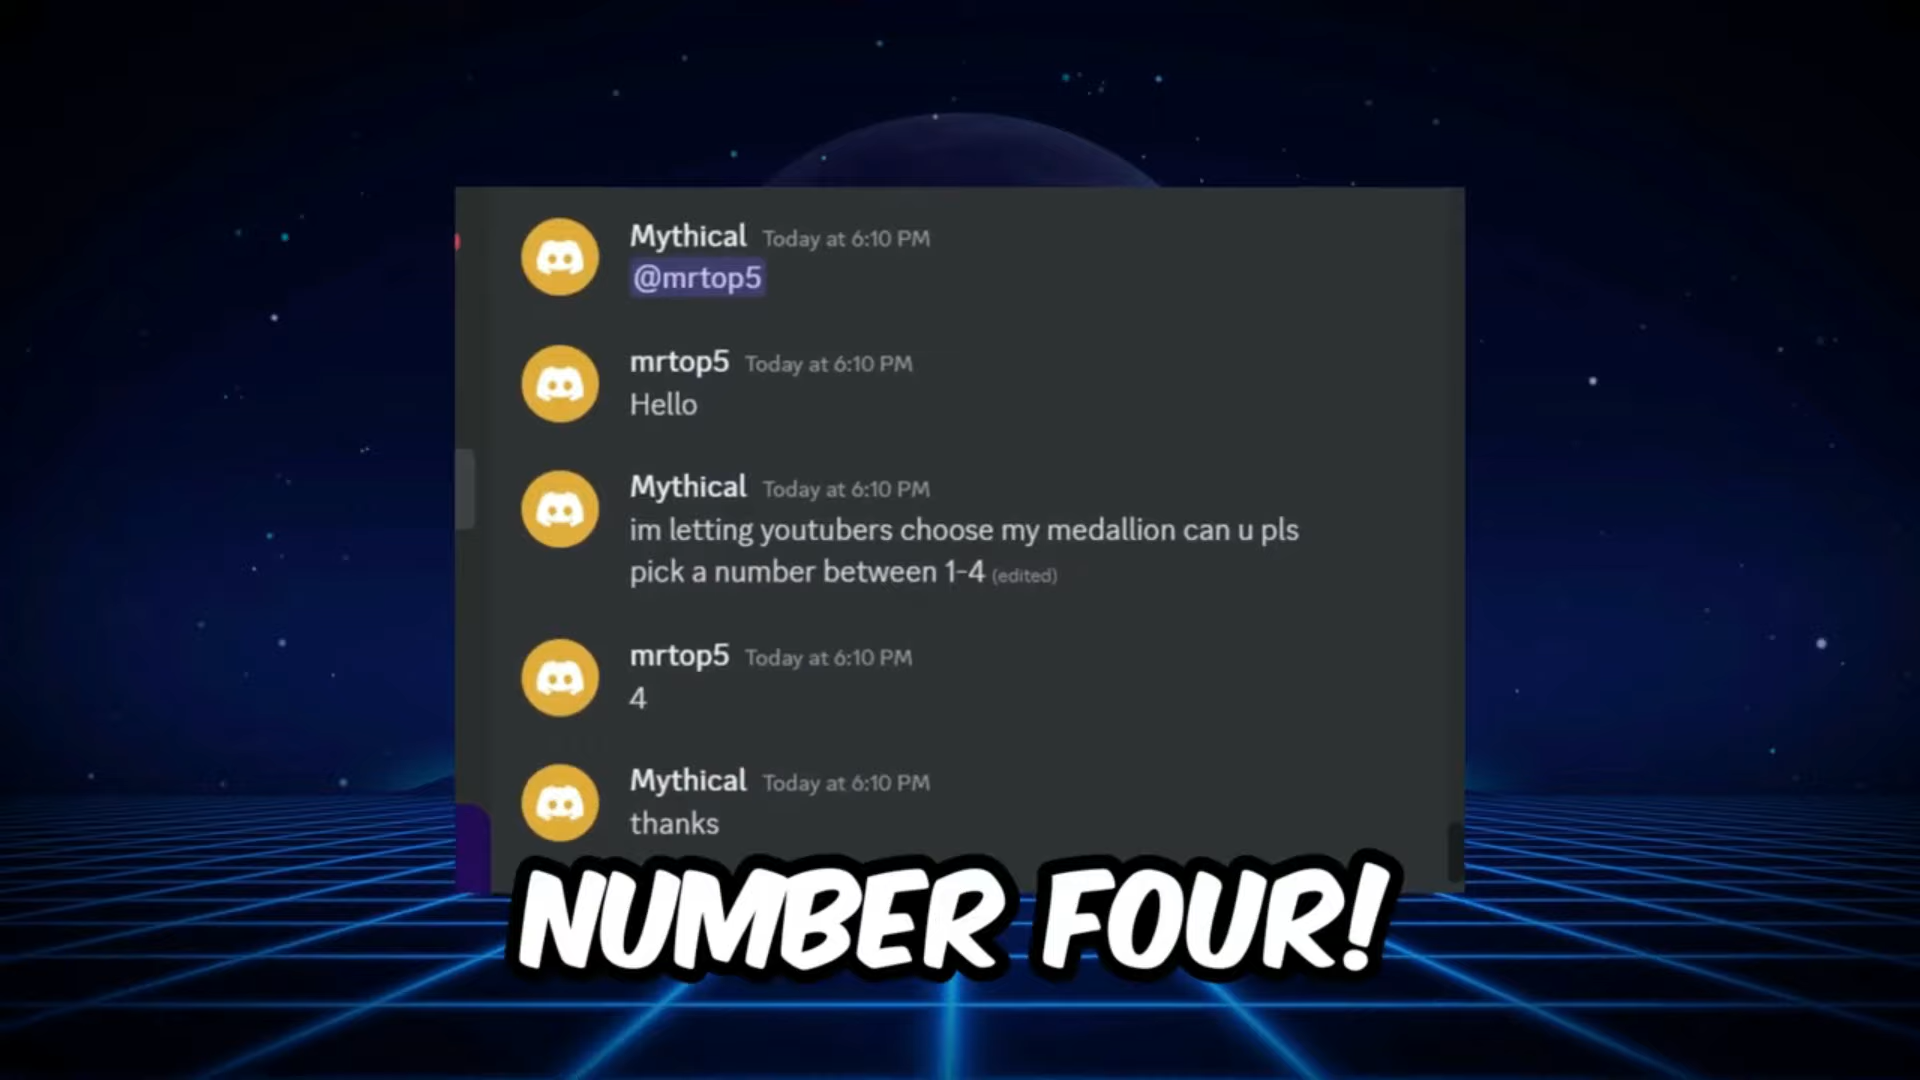 Mythical Today at 6:10 PM
@mrtop5
mrtop5 Today at 6:10 PM
Hello
Mythical Today at 6:10 PM
im letting youtubers choose my medallion can u pls
pick a number between 1-4 (edited)
mrtop5 Today at 6:10 PM
4
Mythical Today at 6:10 PM
thanks
NUMBER FOUR!